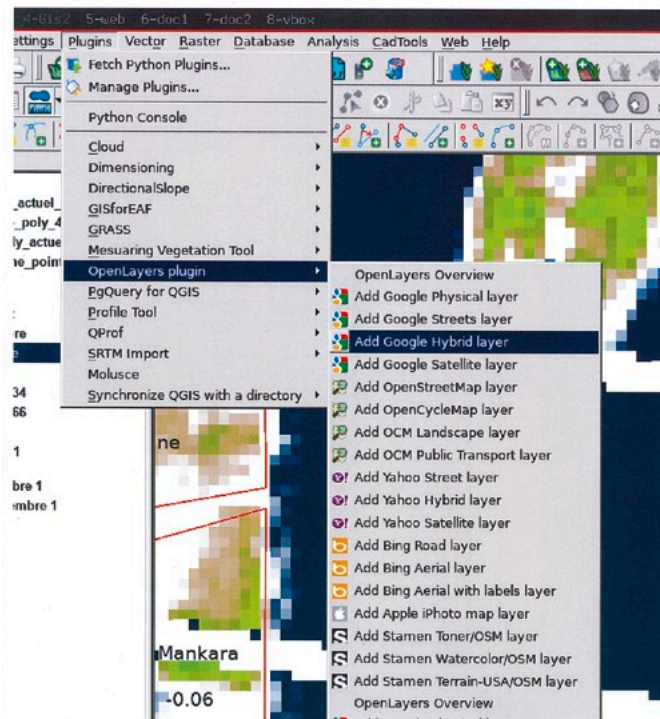 4-Gis2 5-web 6-doc1 7-doc2 8-vbox
ettings Plugins Vector Raster Database Analysis CadTools Web Help
Fetch Python Plugins...
Manage Plugins...
Python Console
Cloud
Dimensioning
DirectionalSlope
GISforEAF
GRASS
Mesuaring Vegetation Tool
OpenLayers plugin
PgQuery for QGIS
Profile Tool
QProf
SRTM Import
Molusce
Synchronize QGIS with a directory
OpenLayers Overview
Add Google Physical layer
Add Google Streets layer
Add Google Hybrid layer
Add Google Satellite layer
Add OpenStreetMap layer
Add OpenCycleMap layer
Add OCM Landscape layer
Add OCM Public Transport layer
Add Yahoo Street layer
Add Yahoo Hybrid layer
Add Yahoo Satellite layer
Add Bing Road layer
Add Bing Aerial layer
Add Bing Aerial with labels layer
Add Apple iPhoto map layer
Add Stamen Toner/OSM layer
Add Stamen Watercolor/OSM layer
Add Stamen Terrain-USA/OSM layer
OpenLayers Overview
_actuel_
_poly_4
ly_actue
ne_point
re
34
66
1
bre 1
embre 1
ne
Mankara
-0.06
xy